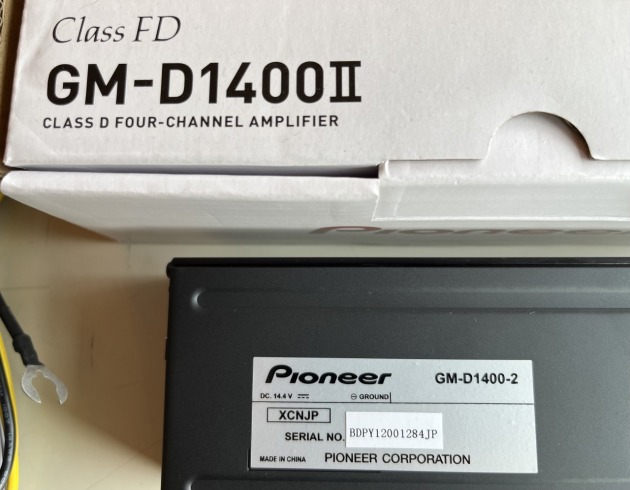 Class FD
GM-D1400II
CLASS D FOUR-CHANNEL AMPLIFIER
Pioneer
Pioneer GM-D1400-2
DC. 14.4 V ⎓ ⊖ GROUND
XCNJP
SERIAL NO. BDPY12001284JP
MADE IN CHINA PIONEER CORPORATION